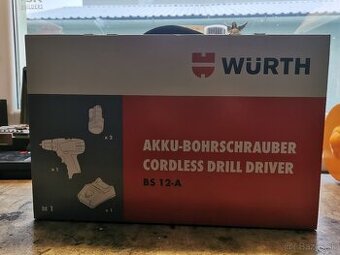 WÜRTH
AKKU-BOHRSCHRAUBER
CORDLESS DRILL DRIVER
BS 12-A